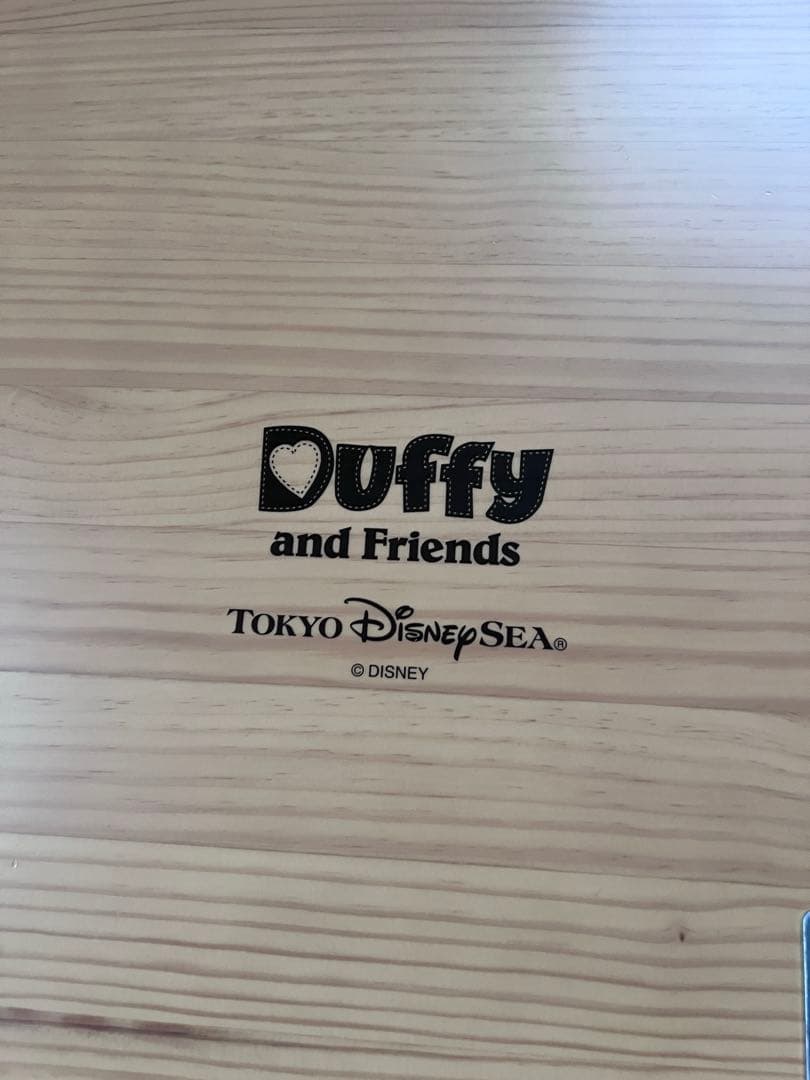 Duffy
and Friends
TOKYO DISNEYSEA®
© DISNEY